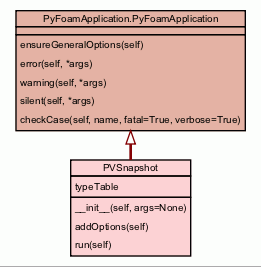 PyFoamApplication.PyFoamApplication
ensureGeneralOptions(self)
error(self, *args)
warning(self, *args)
silent(self, *args)
checkCase(self, name, fatal=True, verbose=True)
PVSnapshot
typeTable
__init__(self, args=None)
addOptions(self)
run(self)